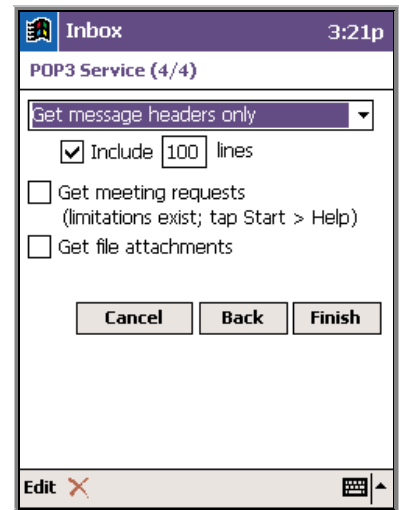 Inbox 3:21p
POP3 Service (4/4)
Get message headers only
Include 100 lines
Get meeting requests
(limitations exist; tap Start > Help)
Get file attachments
Cancel Back Finish
Edit